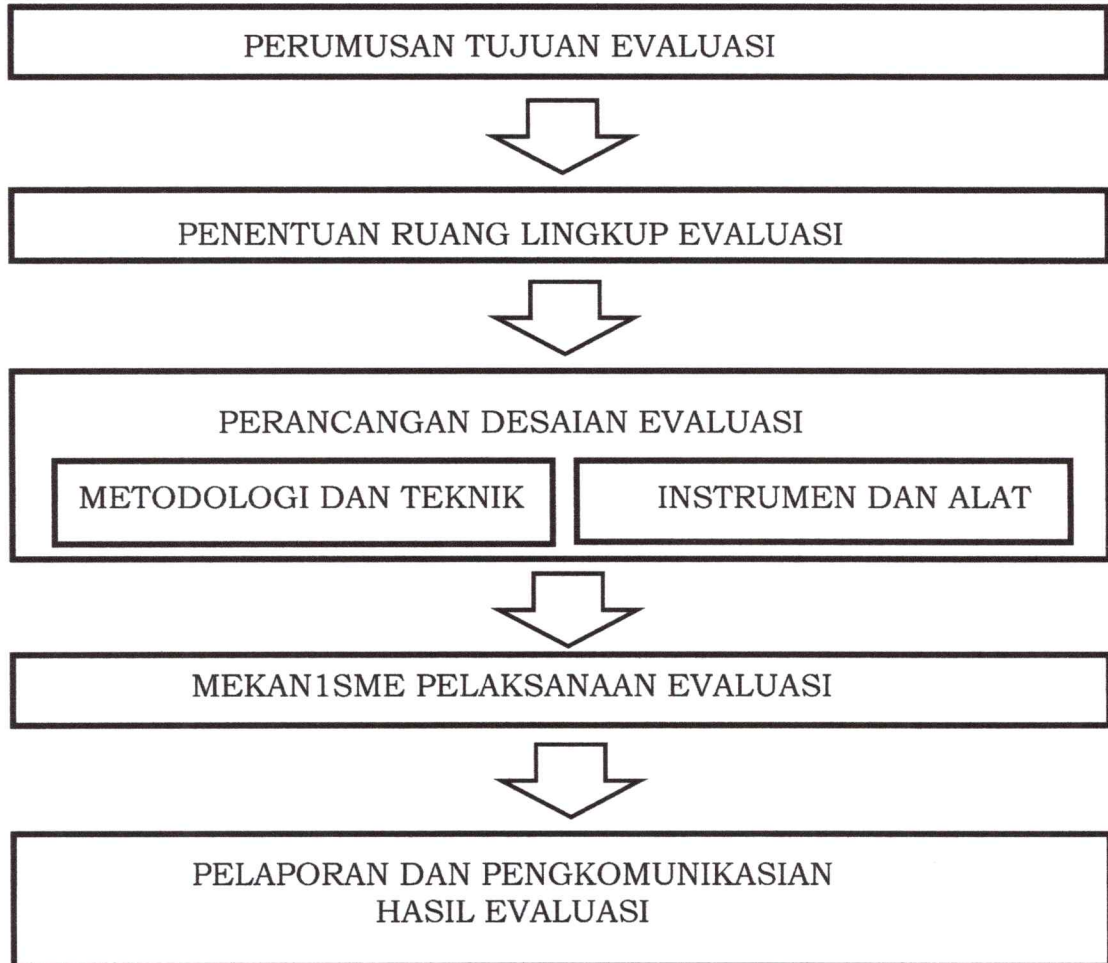 PERUMUSAN TUJUAN EVALUASI
PENENTUAN RUANG LINGKUP EVALUASI
PERANCANGAN DESAIAN EVALUASI
METODOLOGI DAN TEKNIK
INSTRUMEN DAN ALAT
MEKAN1SME PELAKSANAAN EVALUASI
PELAPORAN DAN PENGKOMUNIKASIAN
HASIL EVALUASI